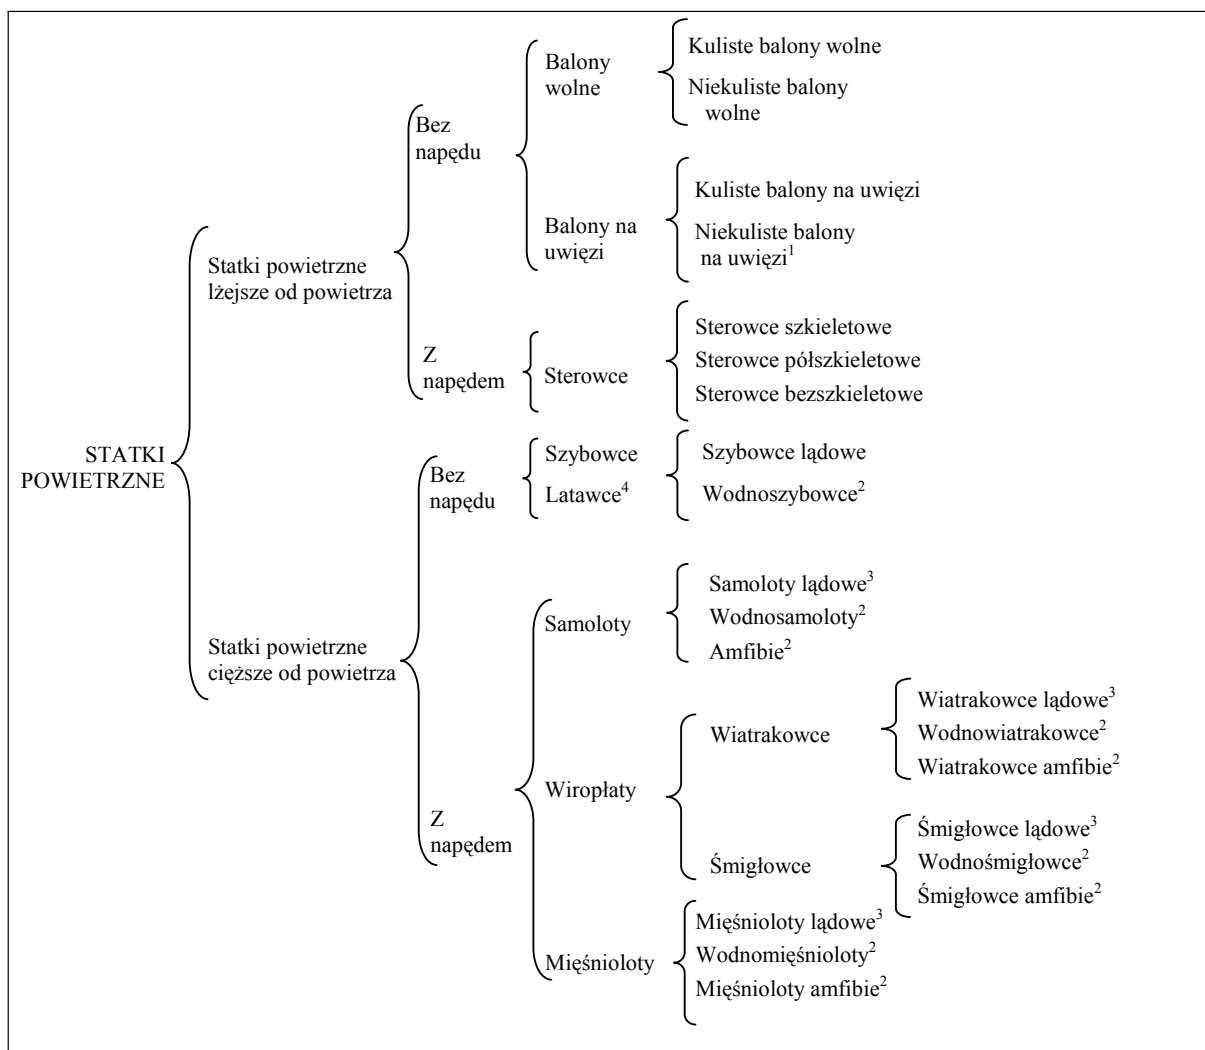 Kuliste balony wolne
Balony
wolne
Niekuliste balony
wolne
Bez
napędu
Kuliste balony na uwięzi
Balony na
uwięzi
Niekuliste balony
na uwięzi¹
Statki powietrzne
lżejsze od powietrza
Z
napędem
Sterowce
Sterowce szkieletowe
Sterowce półszkieletowe
Sterowce bezszkieletowe
STATKI
POWIETRZNE
Bez
napędu
Szybowce
Latawce⁴
Szybowce lądowe
Wodnoszybowce²
Statki powietrzne
cięższe od powietrza
Samoloty
Samoloty lądowe³
Wodnosamoloty²
Amfibie²
Z
napędem
Wiropłaty
Wiatrakowce
Wiatrakowce lądowe³
Wodnowiatrakowce²
Wiatrakowce amfibie²
Śmigłowce
Śmigłowce lądowe³
Wodnośmigłowce²
Śmigłowce amfibie²
Mięśnioloty
Mięśnioloty lądowe³
Wodnomięśnioloty²
Mięśnioloty amfibie²